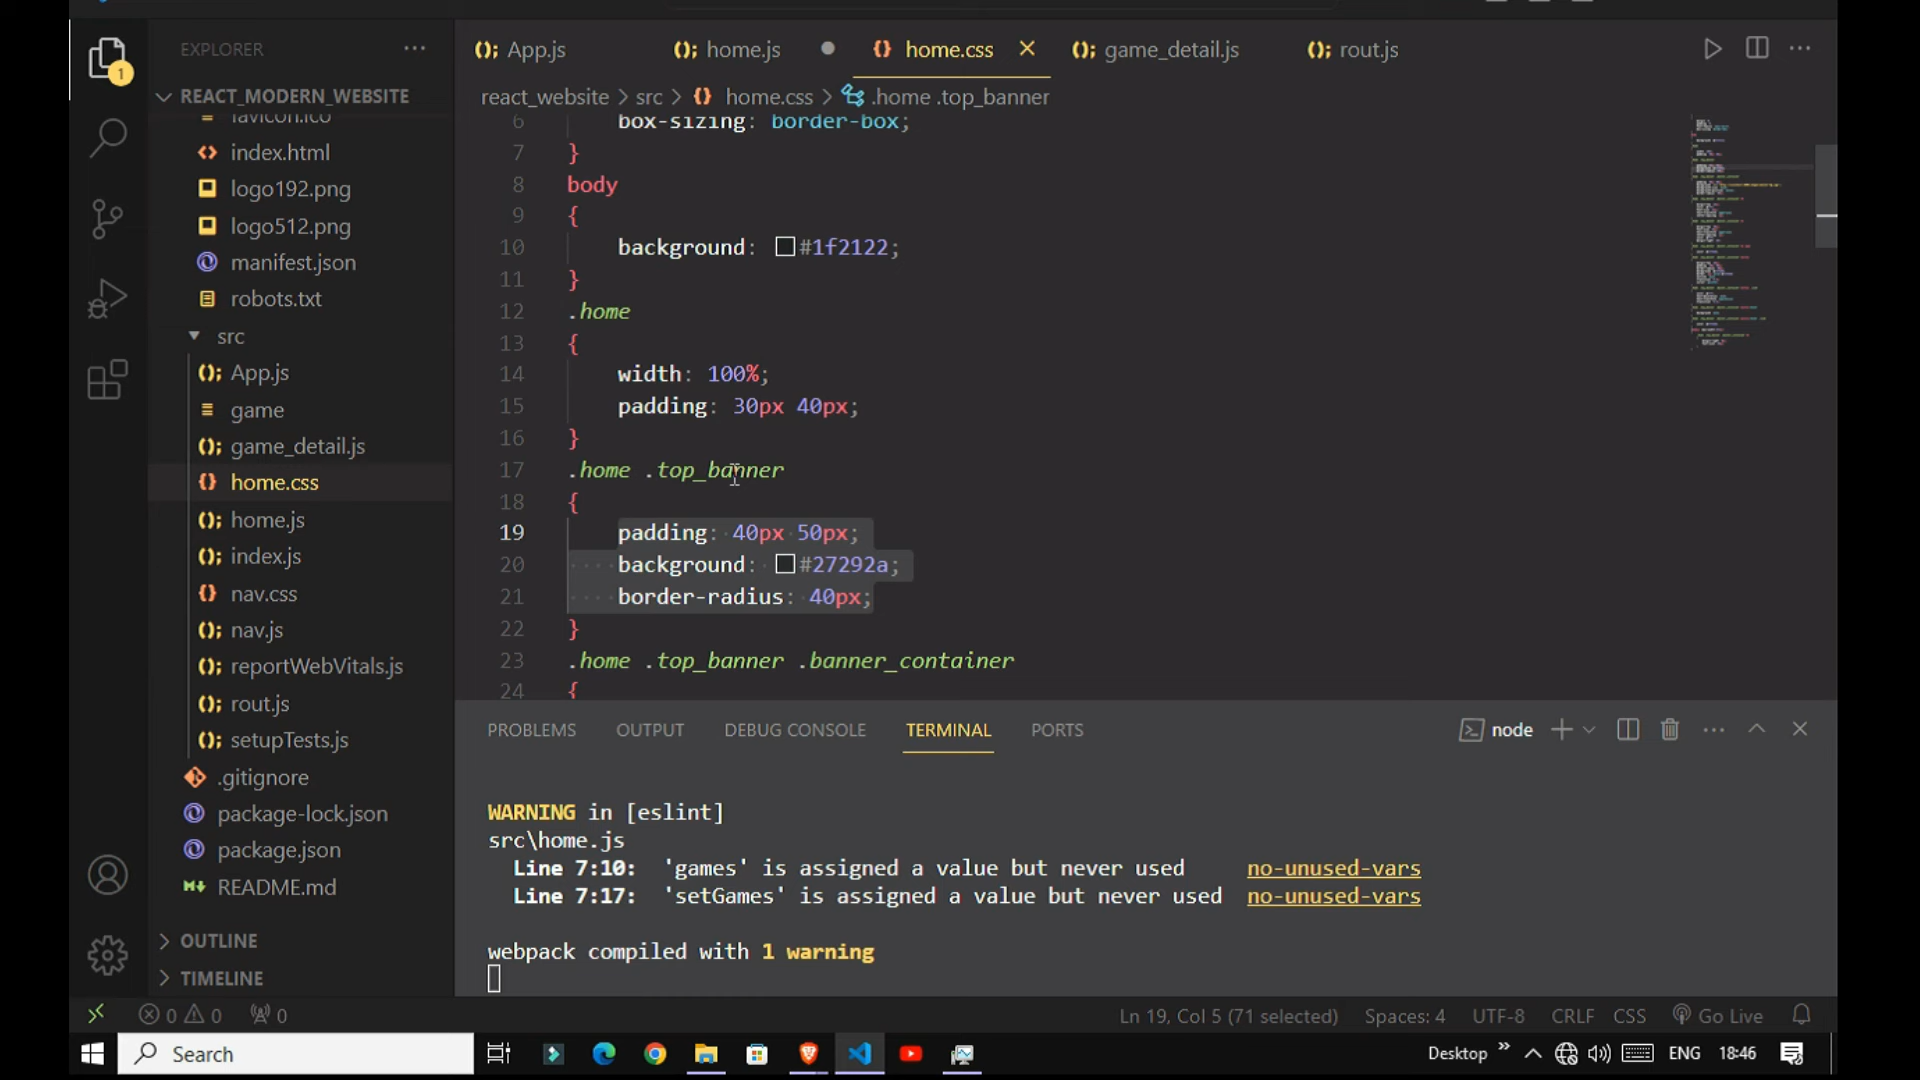 EXPLORER
REACT_MODERN_WEBSITE
favicon.ico
index.html
logo192.png
logo512.png
manifest.json
robots.txt
src
App.js
game
game_detail.js
home.css
home.js
index.js
nav.css
nav.js
reportWebVitals.js
rout.js
setupTests.js
.gitignore
package-lock.json
package.json
README.md
OUTLINE
TIMELINE
1
App.js home.js home.css game_detail.js rout.js
react_website > src > home.css > .home .top_banner
6 box-sizing: border-box;
7 }
8 body
9 {
10 background: #1f2122;
11 }
12 .home
13 {
14 width: 100%;
15 padding: 30px 40px;
16 }
17 .home .top_banner
18 {
19 padding: 40px 50px;
20 background: #27292a;
21 border-radius: 40px;
22 }
23 .home .top_banner .banner_container
24 {
PROBLEMS OUTPUT DEBUG CONSOLE TERMINAL PORTS
node
WARNING in [eslint]
src\home.js
Line 7:10: 'games' is assigned a value but never used no-unused-vars
Line 7:17: 'setGames' is assigned a value but never used no-unused-vars
webpack compiled with 1 warning
0 0 0 Ln 19, Col 5 (71 selected) Spaces: 4 UTF-8 CRLF CSS Go Live
Search Desktop ENG 18:46